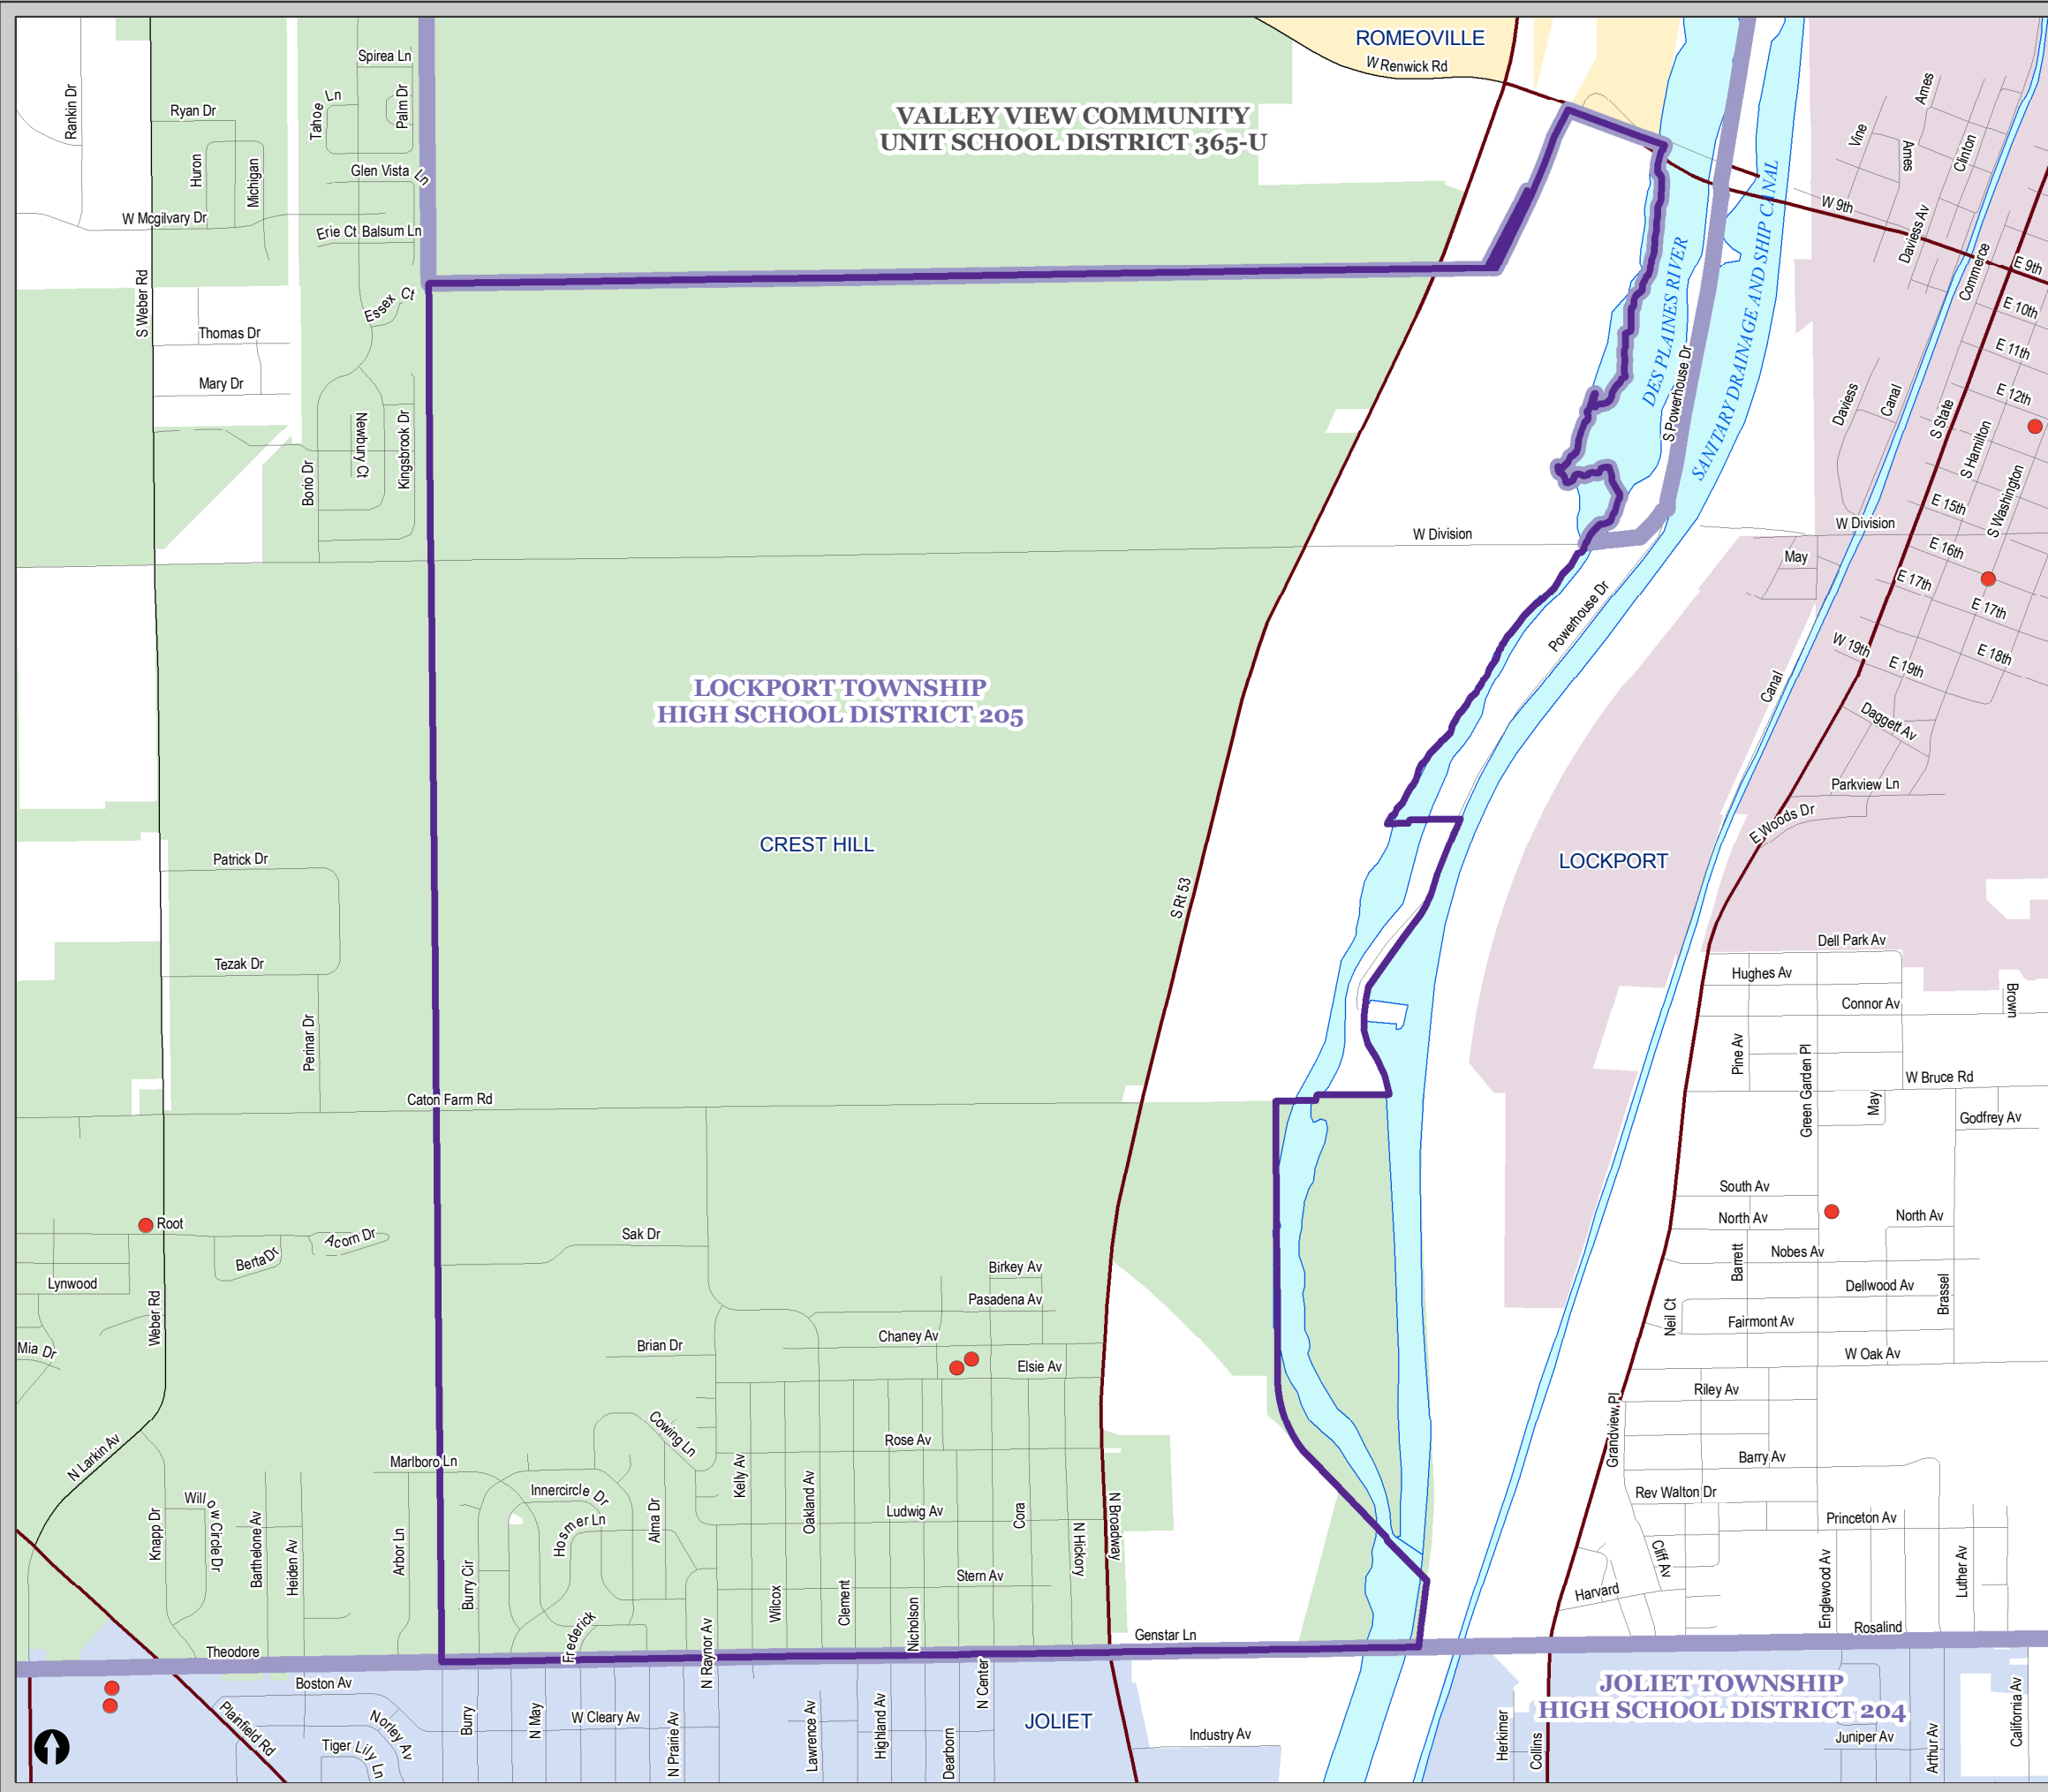 ROMEOVILLE
W Renwick Rd
Spirea Ln
Rankin Dr
Ryan Dr
Tahoe Ln
Palm Dr
VALLEY VIEW COMMUNITY
UNIT SCHOOL DISTRICT 365-U
Huron
Michigan
Glen Vista Ln
W Mcgilvary Dr
Erie Ct
Balsum Ln
S Weber Rd
Essex Ct
Thomas Dr
Mary Dr
Borio Dr
Newbury Ct
Kingsbrook Dr
Vine
Ames
Ames
Clinton
W 9th
Daviess Av
Commerce
E 9th
E 10th
E 11th
E 12th
DES PLAINES RIVER
S Powerhouse Dr
SANITARY DRAINAGE AND SHIP CANAL
Daviess
Canal
S State
S Hamilton
S Washington
E 15th
E 16th
E 17th
E 17th
E 18th
W Division
W Division
May
Powerhouse Dr
W 19th
E 19th
Canal
Daggett Av
LOCKPORT TOWNSHIP
HIGH SCHOOL DISTRICT 205
Parkview Ln
E Woods Dr
CREST HILL
LOCKPORT
Patrick Dr
S Rt 53
Tezak Dr
Perinar Dr
Dell Park Av
Hughes Av
Connor Av
Brown
Pine Av
Green Garden Pl
W Bruce Rd
May
Godfrey Av
Caton Farm Rd
South Av
North Av
North Av
Nobes Av
Barrett
Dellwood Av
Brassel
Neil Ct
Fairmont Av
W Oak Av
Root
Berta Dr
Acorn Dr
Lynwood
Weber Rd
Mia Dr
Sak Dr
Birkey Av
Pasadena Av
Chaney Av
Brian Dr
Elsie Av
Riley Av
Grandview Pl
N Larkin Av
Cowing Ln
Rose Av
Marlboro Ln
Kelly Av
Oakland Av
Barry Av
Rev Walton Dr
Innercircle Dr
Hosmer Ln
Alma Dr
Ludwig Av
Cora
N Hickory
N Broadway
Princeton Av
Knapp Dr
Willow Circle Dr
Barthelone Av
Heiden Av
Arbor Ln
Burry Cir
Stern Av
Wilcox
Clement
Nicholson
Cliff Av
Harvard
Englewood Av
Luther Av
Rosalind
Frederick
N Raynor Av
Genstar Ln
Theodore
Boston Av
Plainfield Rd
Norley Av
Tiger Lily Ln
Burry
N May
W Cleary Av
N Prairie Av
Lawrence Av
Highland Av
Dearborn
N Center
JOLIET
Industry Av
JOLIET TOWNSHIP
HIGH SCHOOL DISTRICT 204
Herkimer
Collins
Juniper Av
Arthur Av
California Av